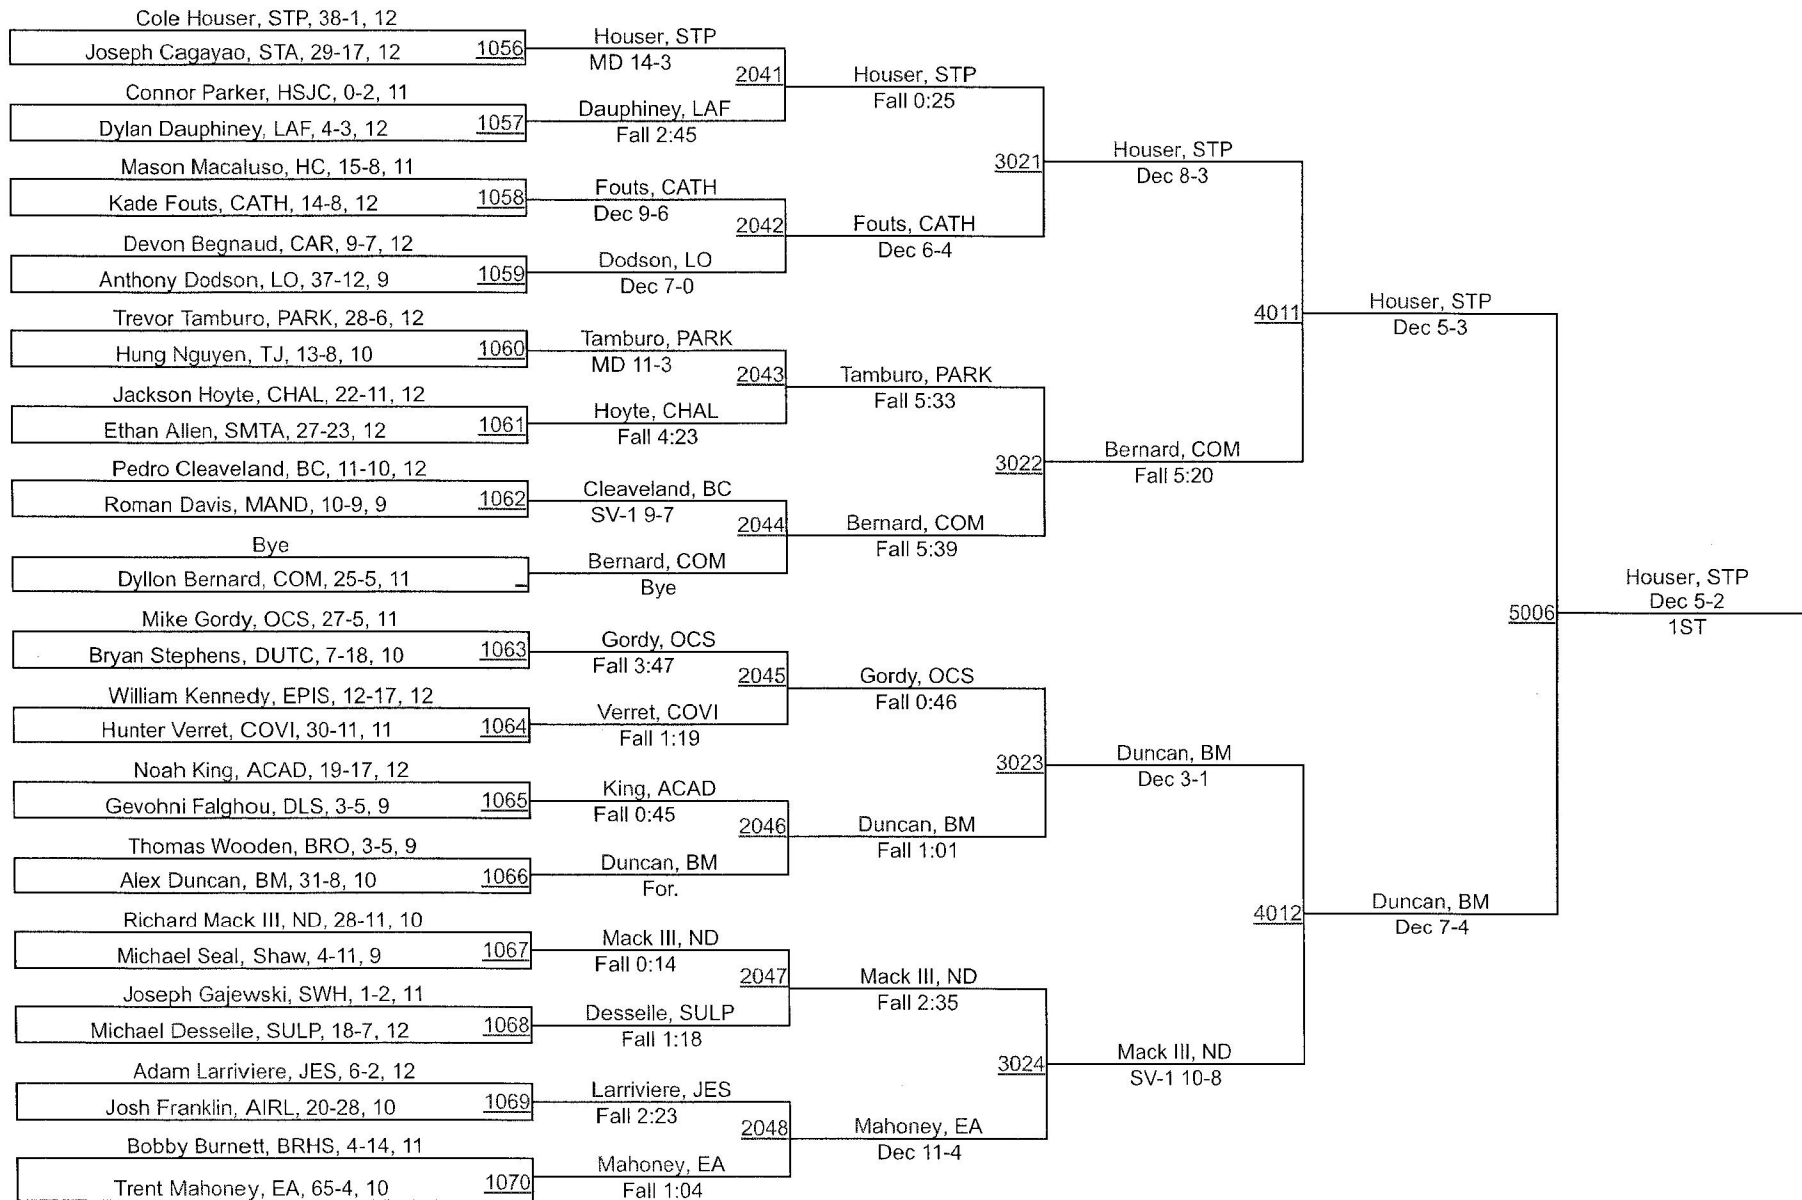 Cole Houser, STP, 38-1, 12
Joseph Cagayao, STA, 29-17, 12
1056
Connor Parker, HSJC, 0-2, 11
Dylan Dauphiney, LAF, 4-3, 12
1057
Mason Macaluso, HC, 15-8, 11
Kade Fouts, CATH, 14-8, 12
1058
Devon Begnaud, CAR, 9-7, 12
Anthony Dodson, LO, 37-12, 9
1059
Trevor Tamburo, PARK, 28-6, 12
Hung Nguyen, TJ, 13-8, 10
1060
Jackson Hoyte, CHAL, 22-11, 12
Ethan Allen, SMTA, 27-23, 12
1061
Pedro Cleaveland, BC, 11-10, 12
Roman Davis, MAND, 10-9, 9
1062
Bye
Dyllon Bernard, COM, 25-5, 11
Mike Gordy, OCS, 27-5, 11
Bryan Stephens, DUTC, 7-18, 10
1063
William Kennedy, EPIS, 12-17, 12
Hunter Verret, COVI, 30-11, 11
1064
Noah King, ACAD, 19-17, 12
Gevohni Falghou, DLS, 3-5, 9
1065
Thomas Wooden, BRO, 3-5, 9
Alex Duncan, BM, 31-8, 10
1066
Richard Mack III, ND, 28-11, 10
Michael Seal, Shaw, 4-11, 9
1067
Joseph Gajewski, SWH, 1-2, 11
Michael Desselle, SULP, 18-7, 12
1068
Adam Larriviere, JES, 6-2, 12
Josh Franklin, AIRL, 20-28, 10
1069
Bobby Burnett, BRHS, 4-14, 11
Trent Mahoney, EA, 65-4, 10
1070
Houser, STP
MD 14-3
2041
Dauphiney, LAF
Fall 2:45
Fouts, CATH
Dec 9-6
2042
Dodson, LO
Dec 7-0
Tamburo, PARK
MD 11-3
2043
Hoyte, CHAL
Fall 4:23
Cleaveland, BC
SV-1 9-7
2044
Bernard, COM
Bye
Gordy, OCS
Fall 3:47
2045
Verret, COVI
Fall 1:19
King, ACAD
Fall 0:45
2046
Duncan, BM
For.
Mack III, ND
Fall 0:14
2047
Desselle, SULP
Fall 1:18
Larriviere, JES
Fall 2:23
2048
Mahoney, EA
Fall 1:04
Houser, STP
Fall 0:25
3021
Fouts, CATH
Dec 6-4
Tamburo, PARK
Fall 5:33
3022
Bernard, COM
Fall 5:39
Gordy, OCS
Fall 0:46
3023
Duncan, BM
Fall 1:01
Mack III, ND
Fall 2:35
3024
Mahoney, EA
Dec 11-4
Houser, STP
Dec 8-3
4011
Bernard, COM
Fall 5:20
Duncan, BM
Dec 3-1
4012
Mack III, ND
SV-1 10-8
Houser, STP
Dec 5-3
5006
Duncan, BM
Dec 7-4
Houser, STP
Dec 5-2
1ST